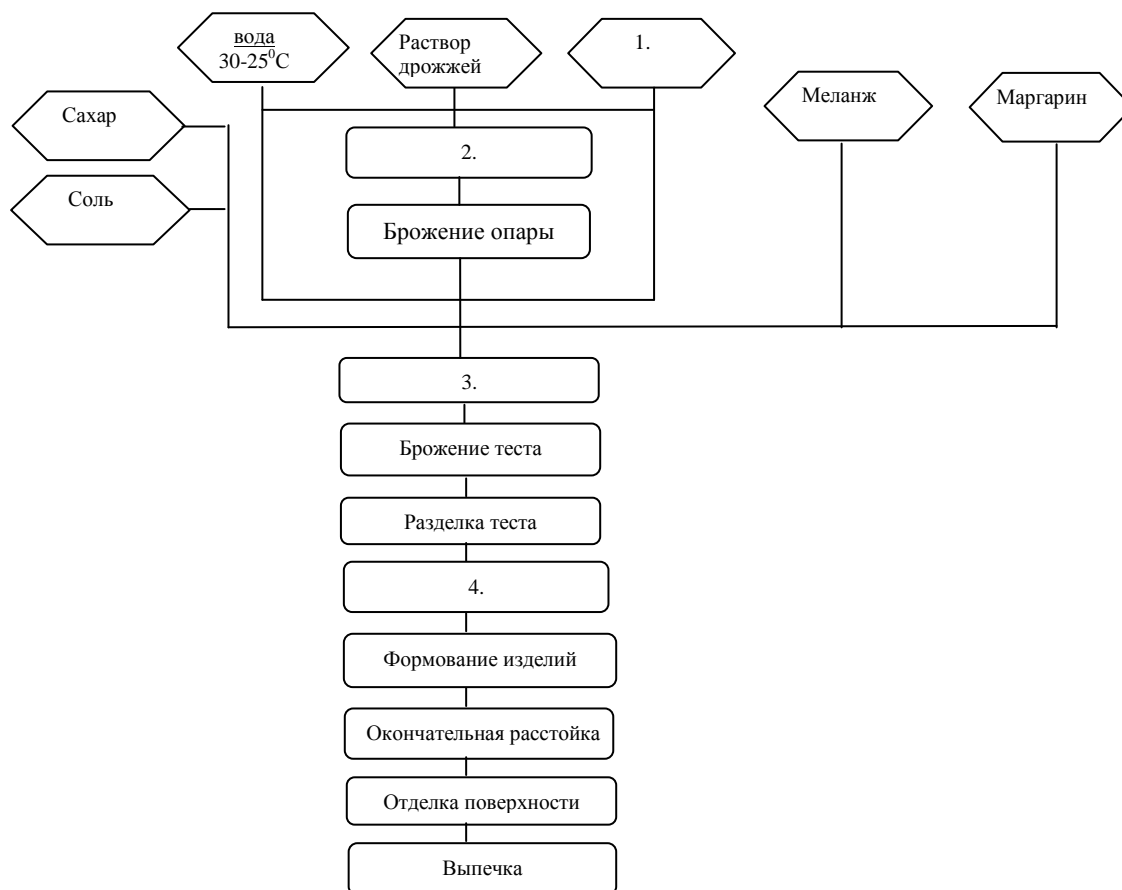 вода
30-25⁰С
Раствор
дрожжей
1.
Меланж
Маргарин
Сахар
2.
Соль
Брожение опары
3.
Брожение теста
Разделка теста
4.
Формование изделий
Окончательная расстойка
Отделка поверхности
Выпечка